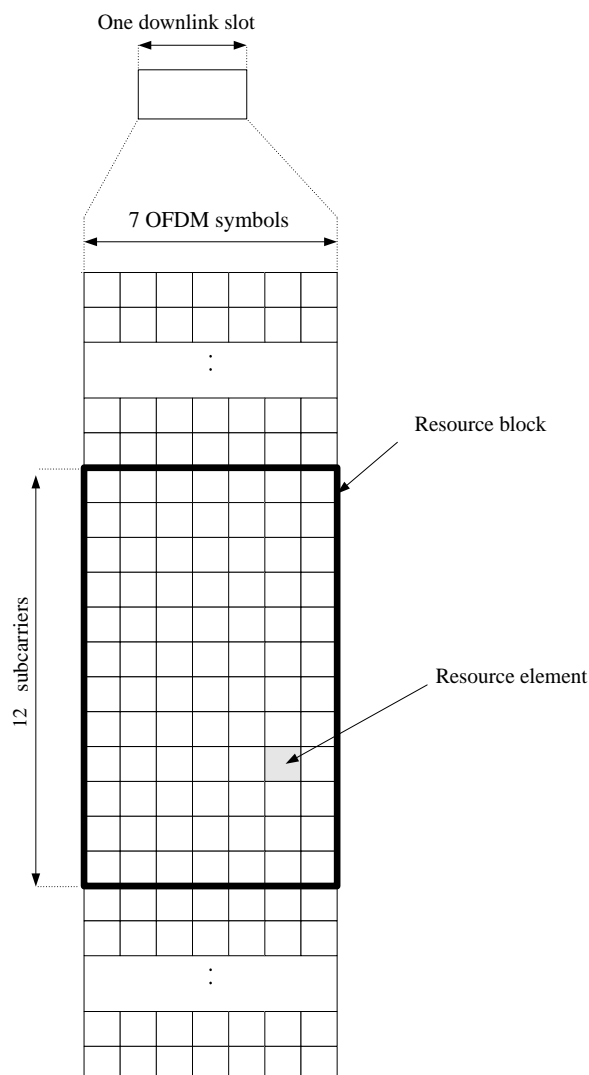 One downlink slot
7 OFDM symbols
:
Resource block
12 subcarriers
Resource element
: